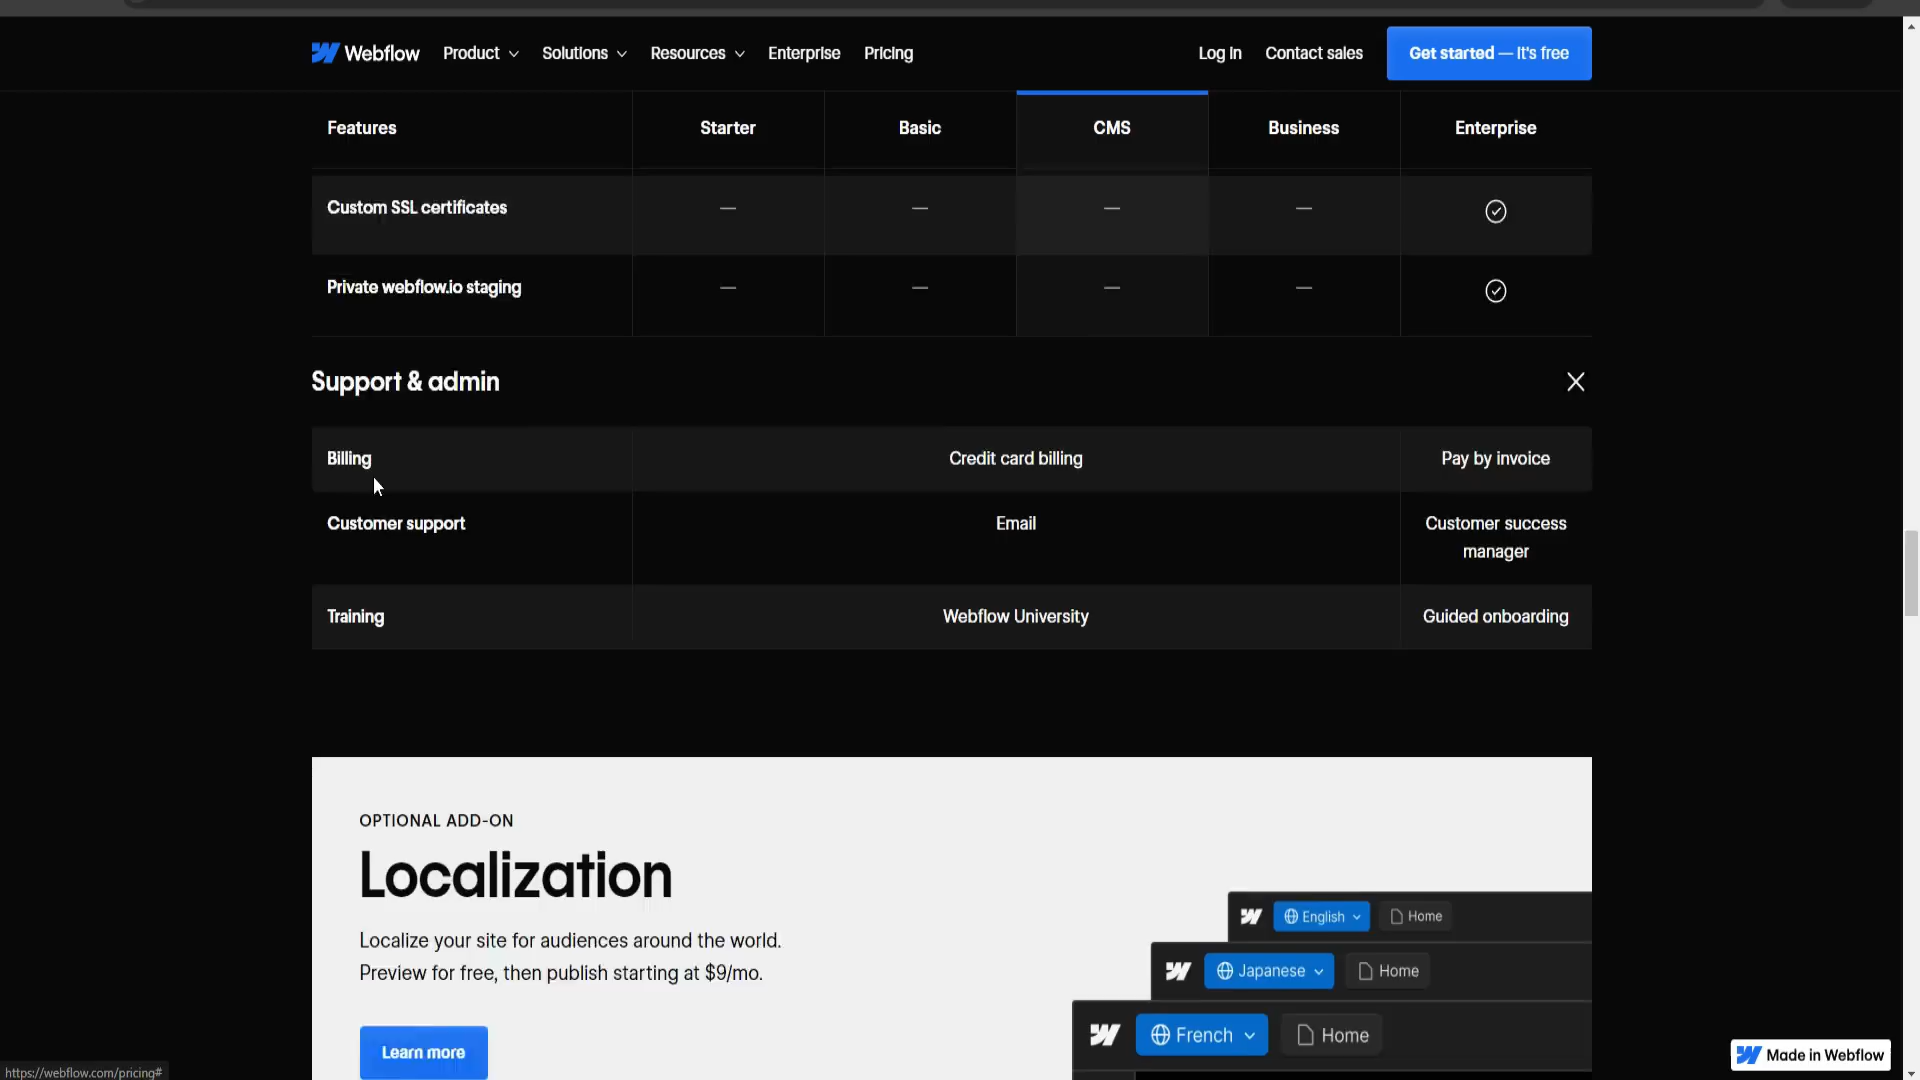 Webflow Product Solutions Resources Enterprise Pricing Log in Contact sales Get started — it's free
Features Starter Basic CMS Business Enterprise
Custom SSL certificates — — — —
Private webflow.io staging — — — —
Support & admin
Billing Credit card billing Pay by invoice
Customer support Email Customer success
manager
Training Webflow University Guided onboarding
OPTIONAL ADD-ON
Localization
Localize your site for audiences around the world.
Preview for free, then publish starting at $9/mo.
Learn more
English Home
Japanese Home
French Home
Made in Webflow
https://webflow.com/pricing#